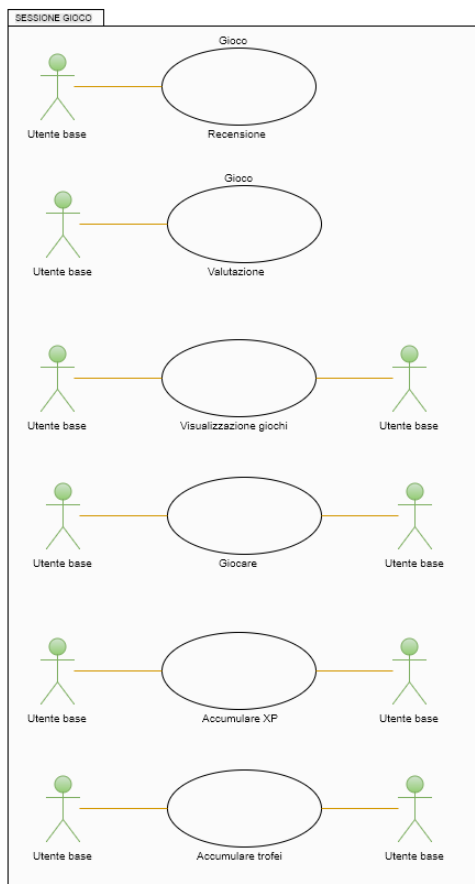 SESSIONE GIOCO
Gioco
Utente base
Recensione
Gioco
Utente base
Valutazione
Utente base
Visualizzazione giochi
Utente base
Utente base
Giocare
Utente base
Utente base
Accumulare XP
Utente base
Utente base
Accumulare trofei
Utente base